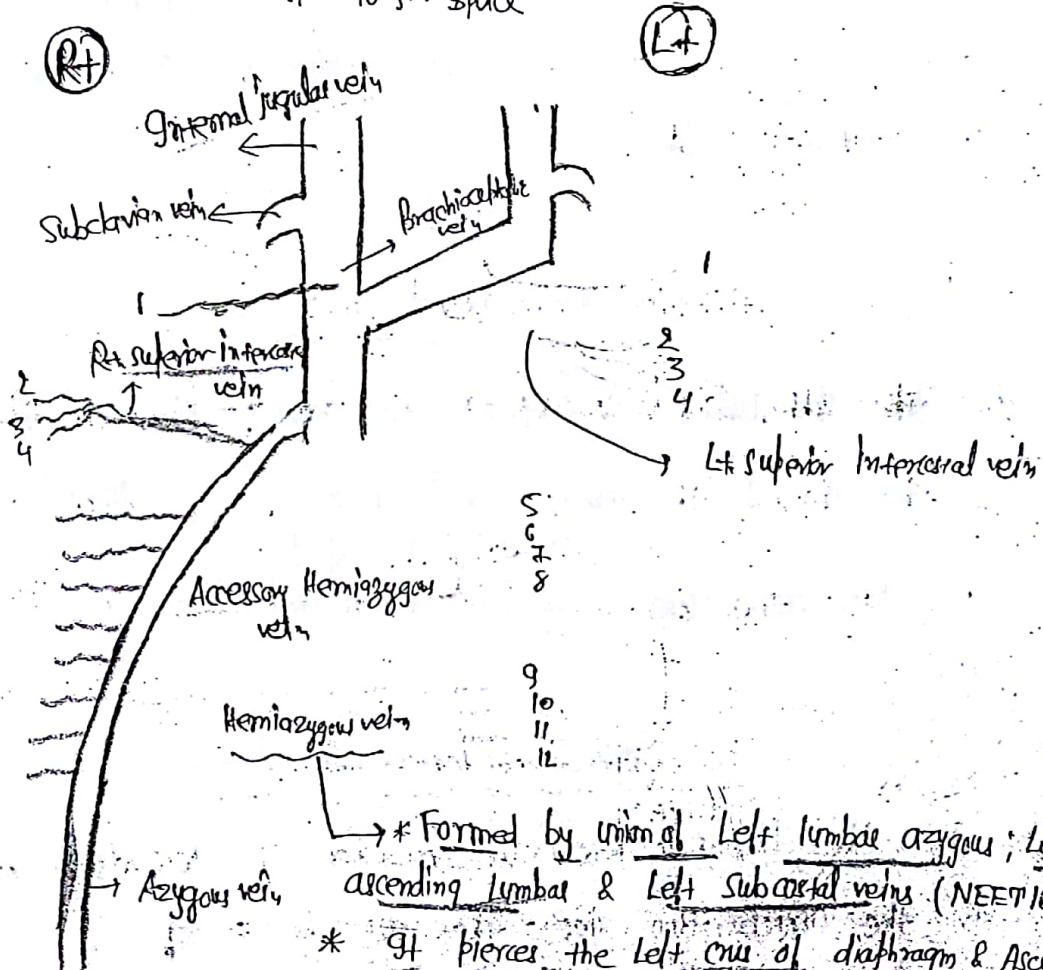 space
Rt
Lt
Internal jugular vein
Subclavian vein
Brachiocephalic
vein
1
1
Rt superior intercostal
vein
2
3
4
2
3
4
Lt superior Intercostal vein
5
6
7
8
Accessory Hemiazygous
vein
9
10.
11.
12
Hemiazygous vein
* Formed by union of Left lumbar azygous ;
ascending lumbar & Left subcostal veins (NEET
Azygous vein
* It pierces the Left crus of diaphragm & Asc